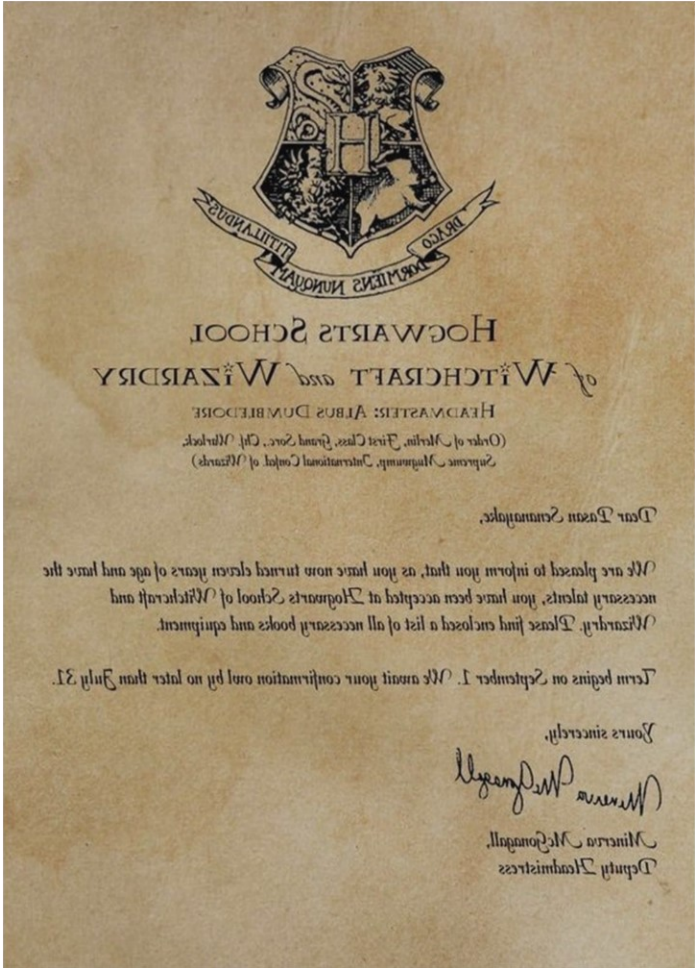 H
DRACO DORMIENS NUNQUAM TITILLANDUS
HOGWARTS SCHOOL
of WITCHCRAFT and WIZARDRY
HEADMASTER: ALBUS DUMBLEDORE
(Order of Merlin, First Class, Grand Sorc., Chf. Warlock,
Supreme Mugwump, International Confed. of Wizards)
Dear Pasan Senanayake,
We are pleased to inform you that, as you have now turned eleven years of age and have the
necessary talents, you have been accepted at Hogwarts School of Witchcraft and
Wizardry. Please find enclosed a list of all necessary books and equipment.
Term begins on September 1. We await your confirmation owl by no later than July 31.
Yours sincerely,
Minerva McGonagall
Minerva McGonagall,
Deputy Headmistress